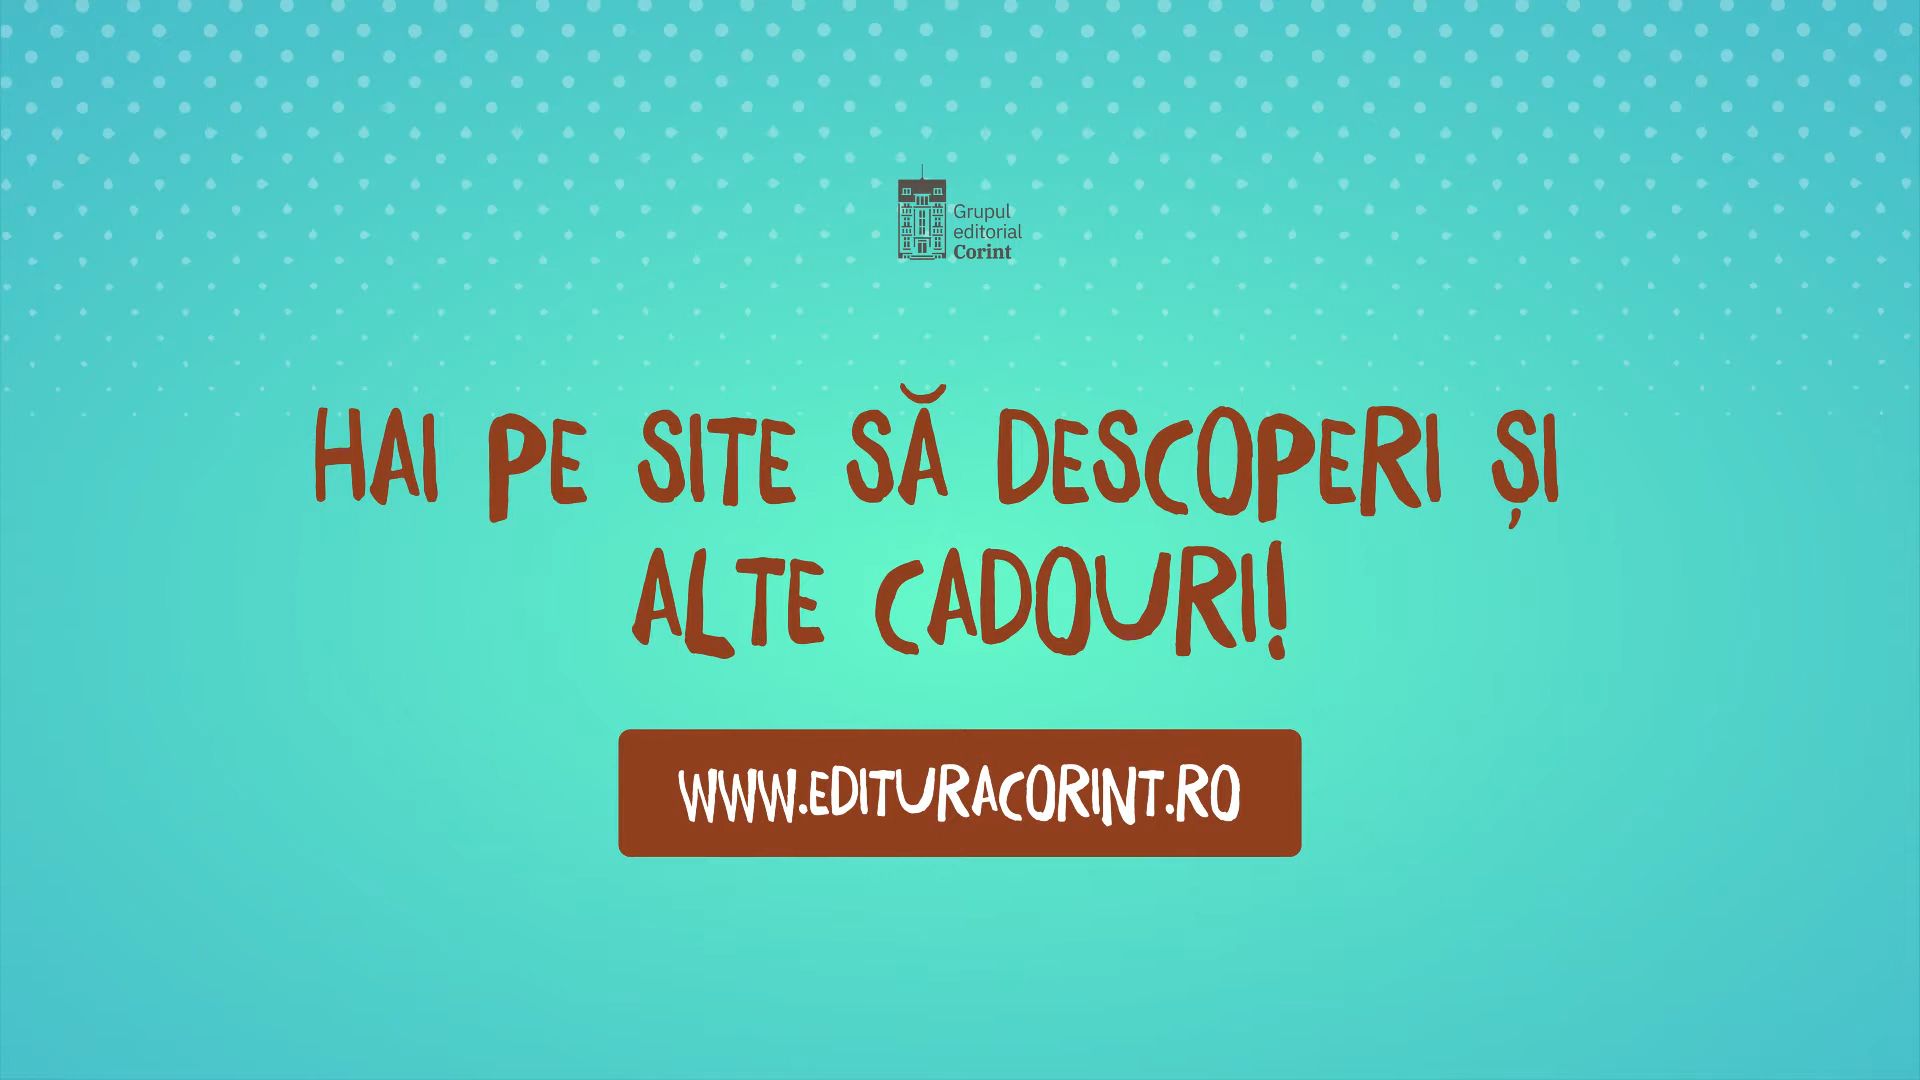 Grupul
editorial
Corint
HAI PE SITE SĂ DESCOPERI ȘI
ALTE CADOURI!
WWW.EDITURACORINT.RO